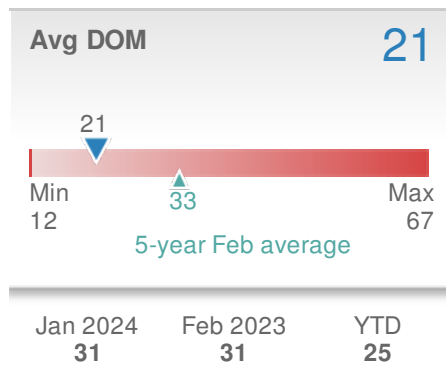 Avg DOM 21
21
Min 33 Max
12 67
5-year Feb average
Jan 2024 Feb 2023 YTD
31 31 25